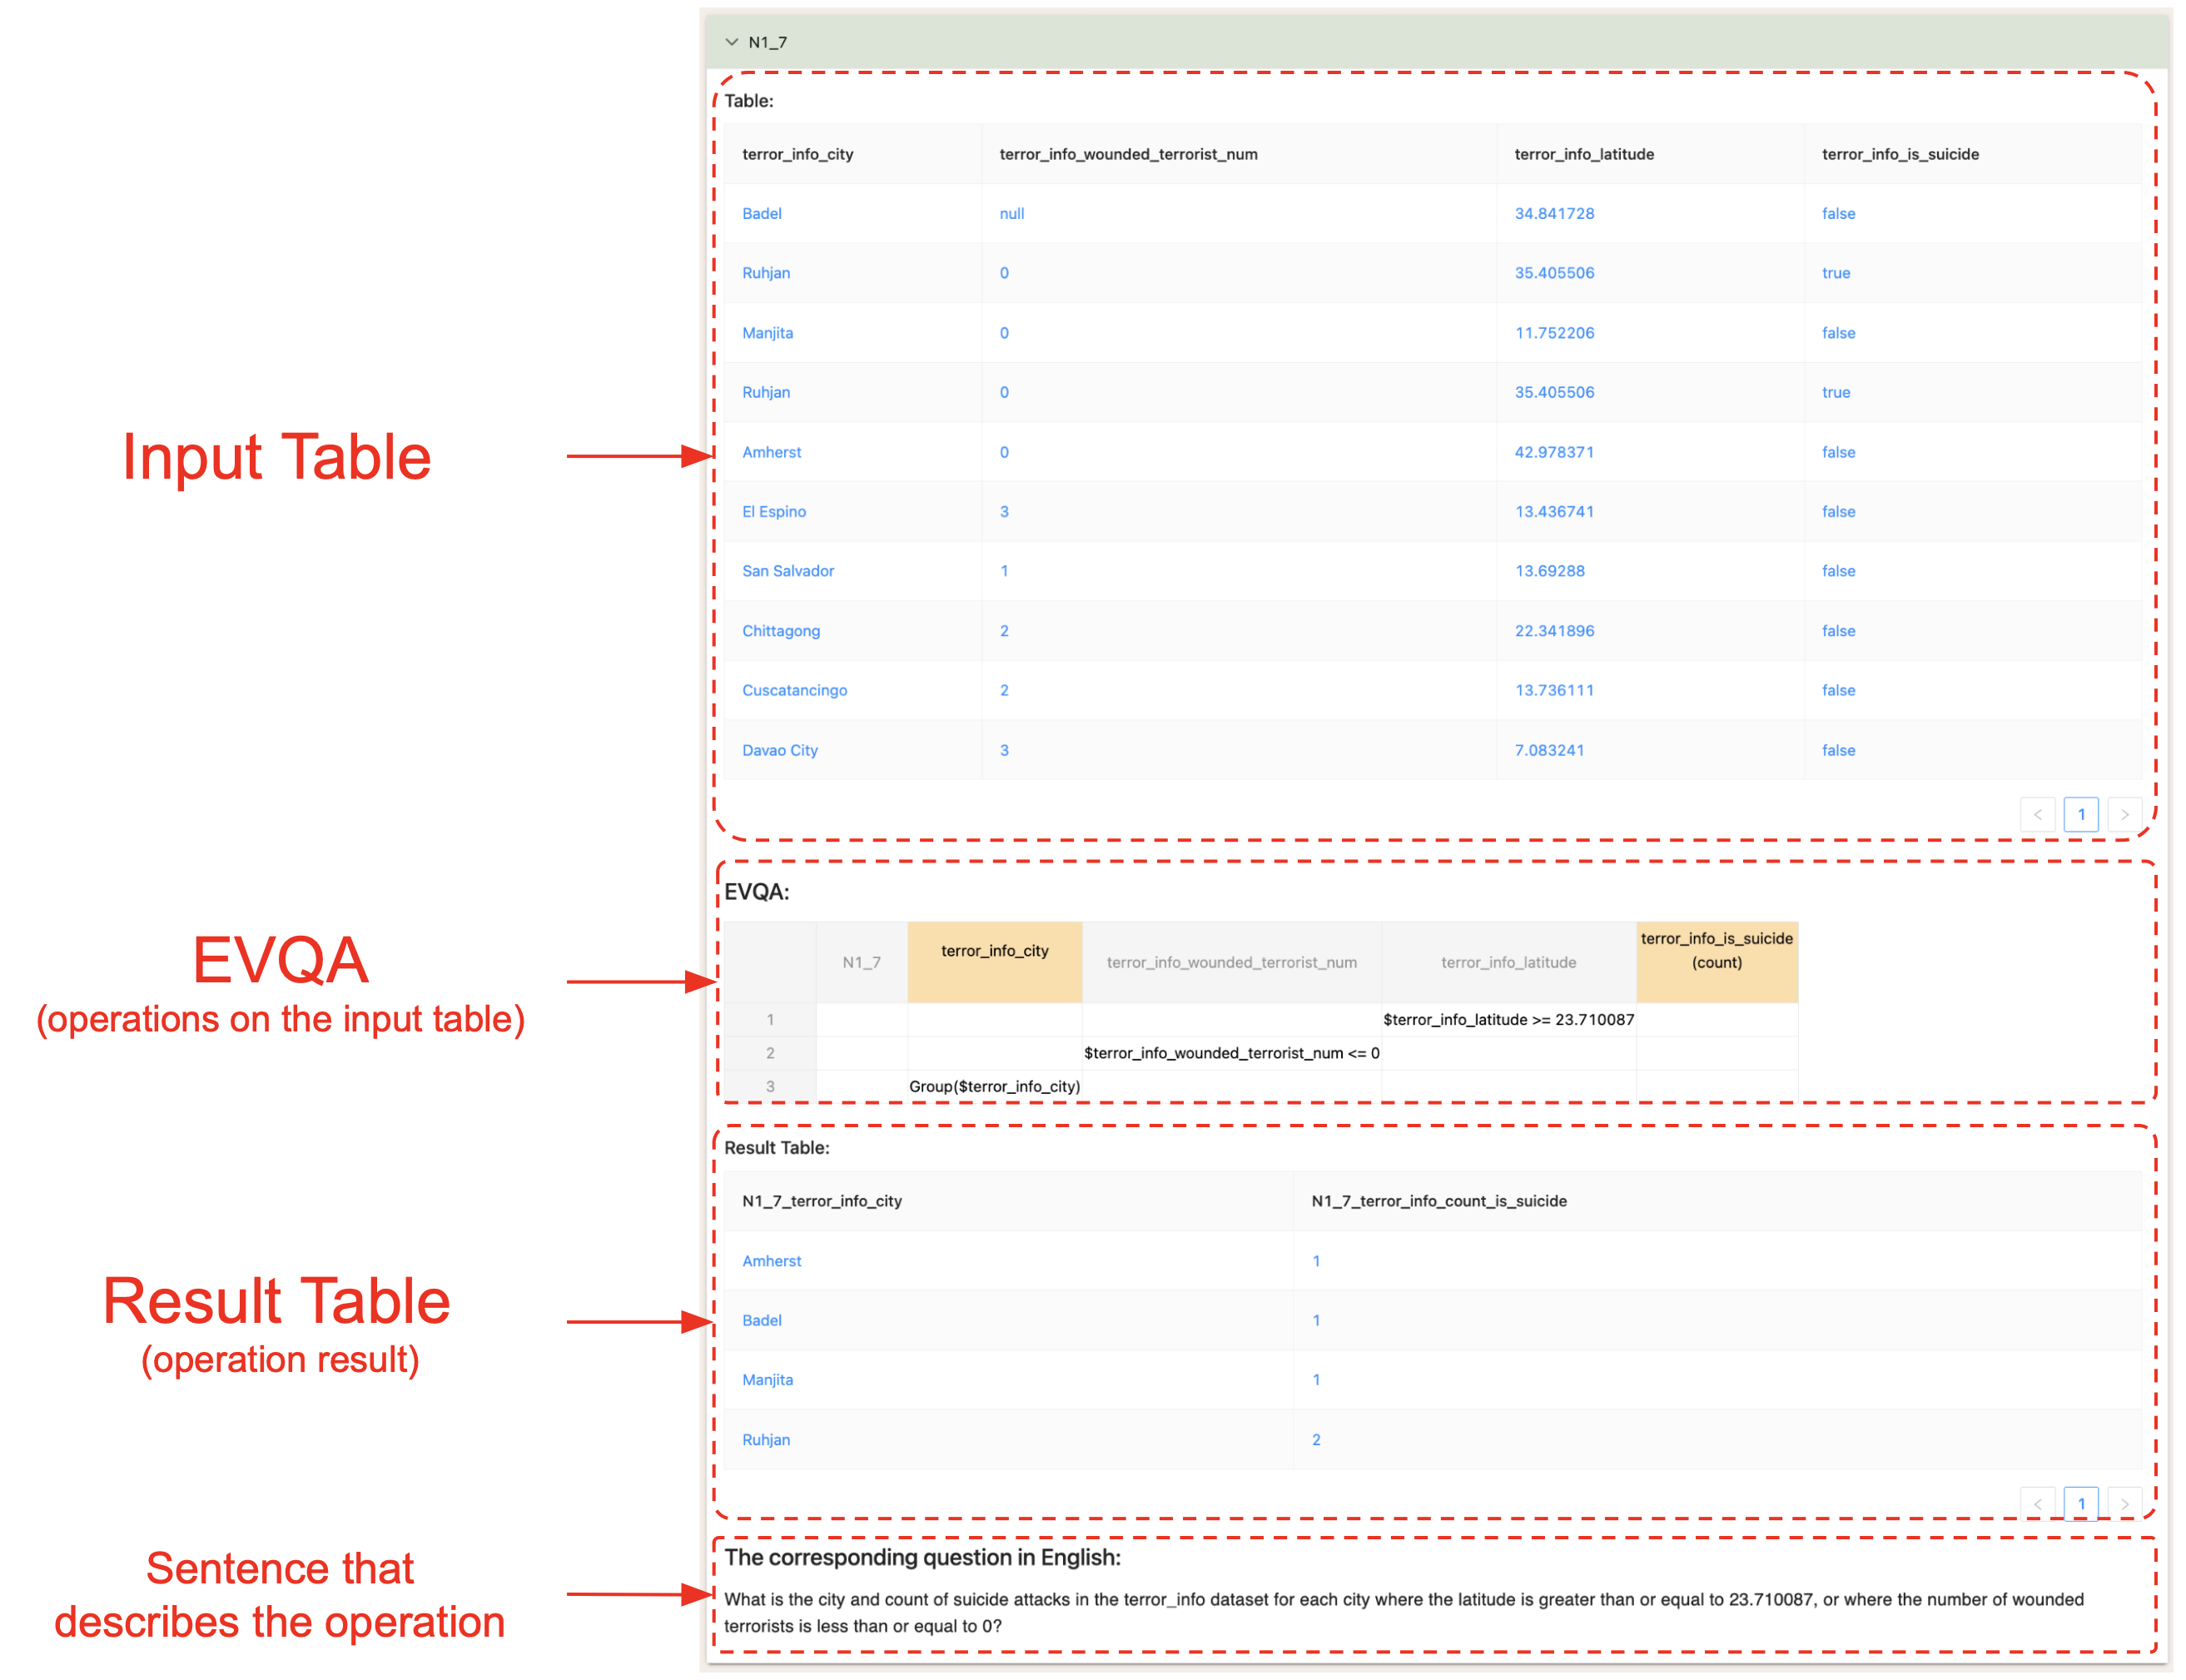 N1_7
Table:
terror_info_city terror_info_wounded_terrorist_num terror_info_latitude terror_info_is_suicide
Badel null 34.841728 false
Ruhjan 0 35.405506 true
Manjita 0 11.752206 false
Ruhjan 0 35.405506 true
Amherst 0 42.978371 false
El Espino 3 13.436741 false
San Salvador 1 13.69288 false
Chittagong 2 22.341896 false
Cuscatancingo 2 13.736111 false
Davao City 3 7.083241 false
< 1 >
Input Table
EVQA:
N1_7 terror_info_city terror_info_wounded_terrorist_num terror_info_latitude terror_info_is_suicide
(count)
1 $terror_info_latitude >= 23.710087
2 $terror_info_wounded_terrorist_num <= 0
3 Group($terror_info_city)
EVQA
(operations on the input table)
Result Table:
N1_7_terror_info_city N1_7_terror_info_count_is_suicide
Amherst 1
Badel 1
Manjita 1
Ruhjan 2
< 1 >
Result Table
(operation result)
The corresponding question in English:
What is the city and count of suicide attacks in the terror_info dataset for each city where the latitude is greater than or equal to 23.710087, or where the number of wounded
terrorists is less than or equal to 0?
Sentence that
describes the operation